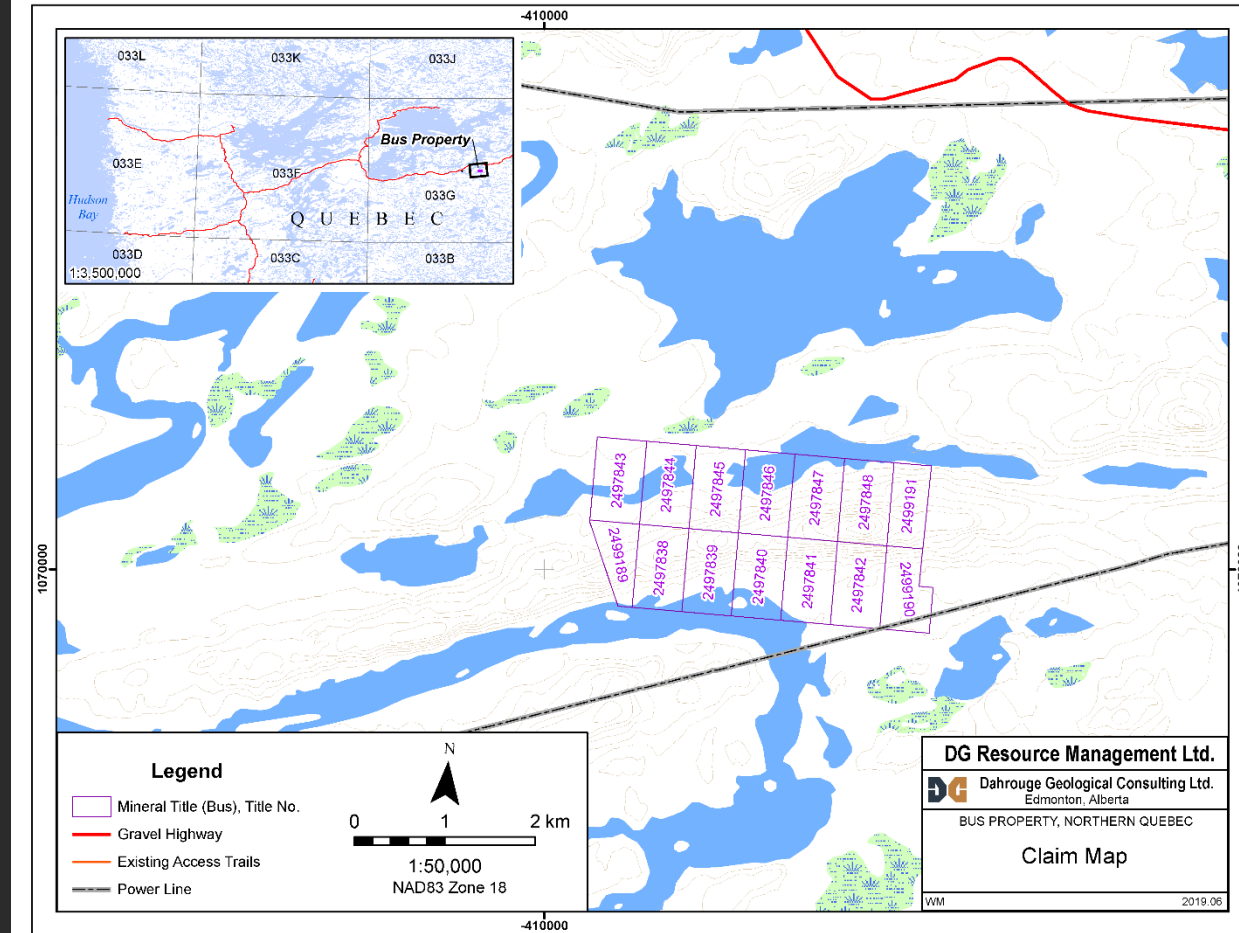 -410000
033L
033K
033J
Bus Property
033E
033F
033G
Hudson
Bay
QUEBEC
033D
033C
033B
1:3,500,000
2497843
2497844
2497845
2497846
2497847
2497848
2499191
2499189
2497838
2497839
2497840
2497841
2497842
2499190
1070000
Legend
Mineral Title (Bus), Title No.
Gravel Highway
Existing Access Trails
Power Line
N
0 1 2 km
1:50,000
NAD83 Zone 18
DG Resource Management Ltd.
DG
Dahrouge Geological Consulting Ltd.
Edmonton, Alberta
BUS PROPERTY, NORTHERN QUEBEC
Claim Map
WM
2019.06
-410000